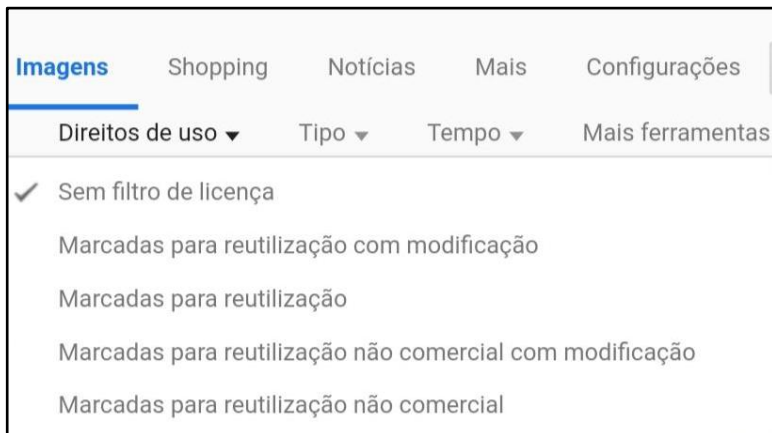 Imagens Shopping Notícias Mais Configurações
Direitos de uso Tipo Tempo Mais ferramentas
Sem filtro de licença
Marcadas para reutilização com modificação
Marcadas para reutilização
Marcadas para reutilização não comercial com modificação
Marcadas para reutilização não comercial